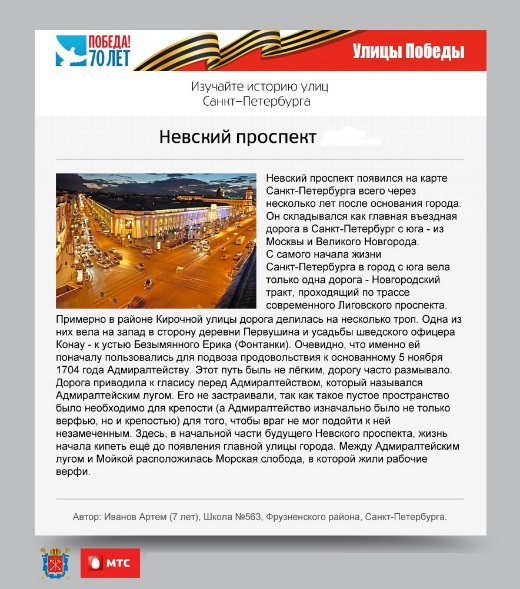 ПОБЕДА!
70 ЛЕТ
Улицы Победы
Изучайте историю улиц
Санкт-Петербурга
Невский проспект
Невский проспект появился на карте
Санкт-Петербурга всего через
несколько лет после основания города.
Он складывался как главная въездная
дорога в Санкт-Петербург с юга - из
Москвы и Великого Новгорода.
С самого начала жизни
Санкт-Петербурга в город с юга вела
только одна дорога - Новгородский
тракт, проходящий по трассе
современного Лиговского проспекта.
Примерно в районе Кирочной улицы дорога делилась на несколько троп. Одна из
них вела на запад в сторону деревни Первушина и усадьбы шведского офицера
Конау - к устью Безымянного Ерика (Фонтанки). Очевидно, что именно ей
поначалу пользовались для подвоза продовольствия к основанному 5 ноября
1704 года Адмиралтейству. Этот путь быль не лёгким, дорогу часто размывало.
Дорога приводила к гласису перед Адмиралтейством, который назывался
Адмиралтейским лугом. Его не застраивали, так как такое пустое пространство
было необходимо для крепости (а Адмиралтейство изначально было не только
верфью, но и крепостью) для того, чтобы враг не мог подойти к ней
незамеченным. Здесь, в начальной части будущего Невского проспекта, жизнь
начала кипеть ещё до появления главной улицы города. Между Адмиралтейским
лугом и Мойкой расположилась Морская слобода, в которой жили рабочие
верфи.
Автор: Иванов Артем (7 лет), Школа №563, Фрузненского района, Санкт-Петербурга.
МТС